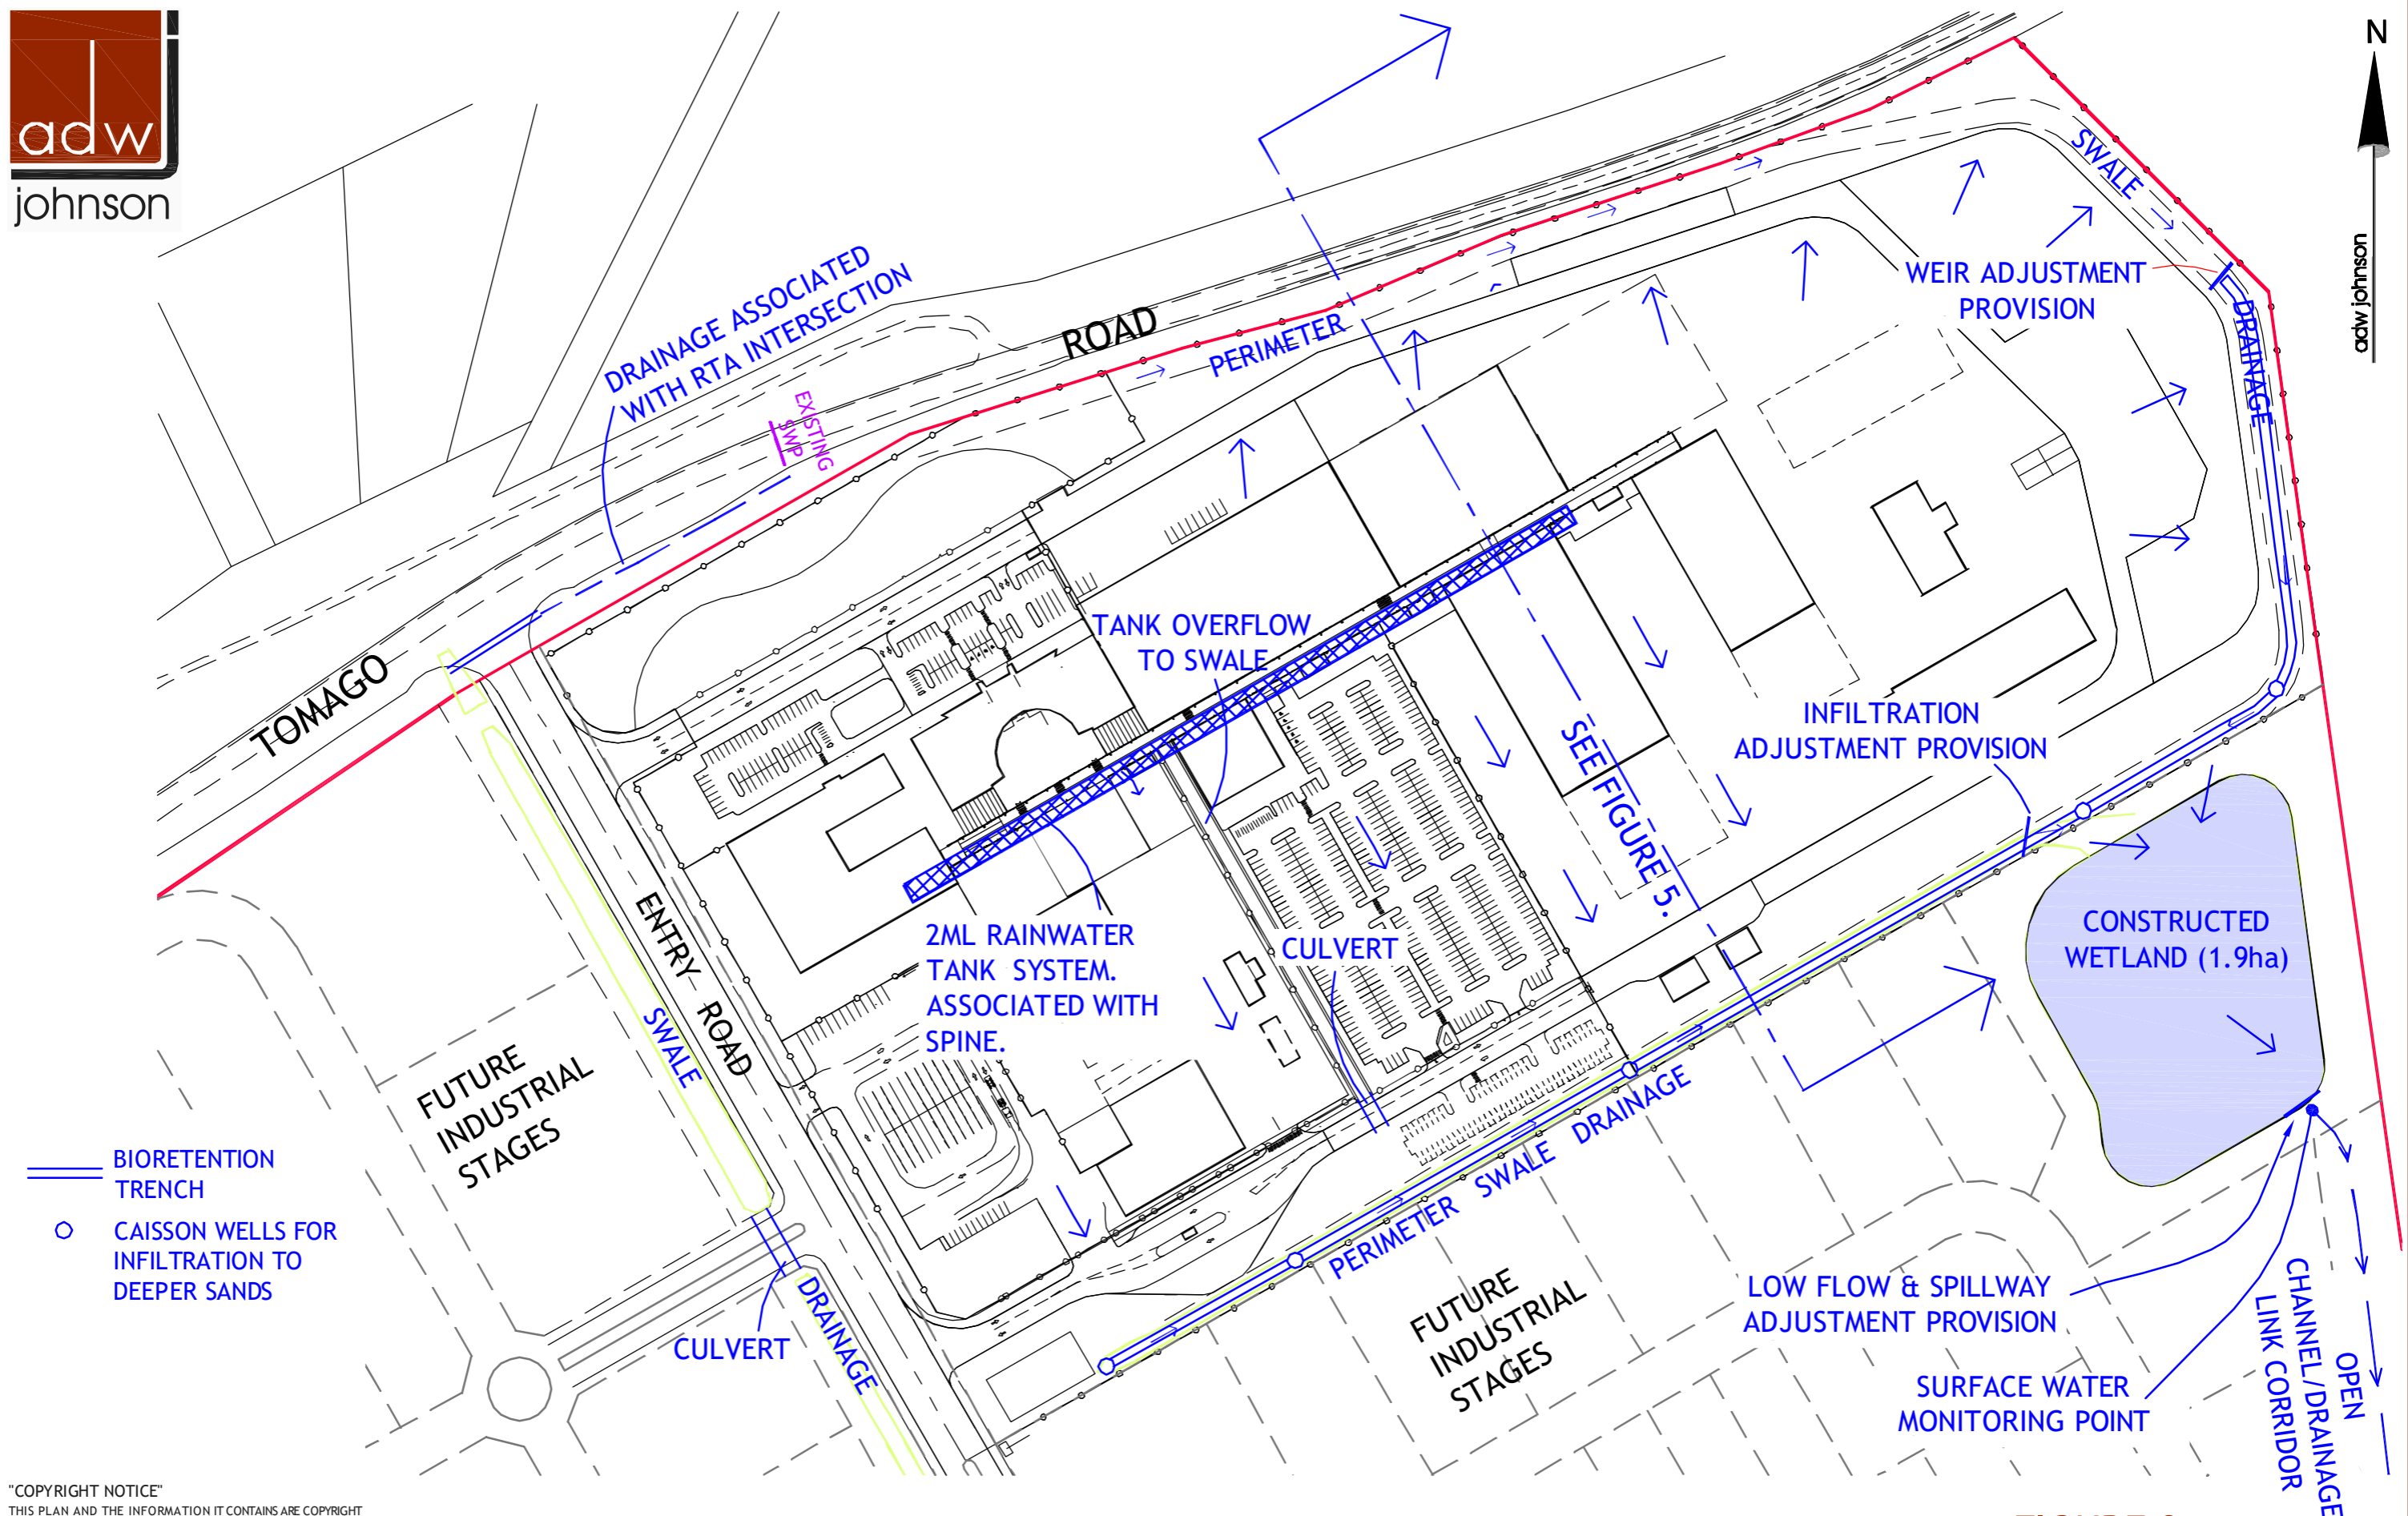 adw
johnson
N
adw johnson
DRAINAGE ASSOCIATED
WITH RTA INTERSECTION
EXISTING
SWP
ROAD
PERIMETER
SWALE
WEIR ADJUSTMENT
PROVISION
DRAINAGE
TOMAGO
TANK OVERFLOW
TO SWALE
SEE FIGURE 5.
INFILTRATION
ADJUSTMENT PROVISION
ENTRY ROAD
2ML RAINWATER
TANK SYSTEM.
ASSOCIATED WITH
SPINE.
CULVERT
CONSTRUCTED
WETLAND (1.9ha)
SWALE
FUTURE
INDUSTRIAL
STAGES
BIORETENTION
TRENCH
CAISSON WELLS FOR
INFILTRATION TO
DEEPER SANDS
PERIMETER SWALE DRAINAGE
CULVERT
DRAINAGE
FUTURE
INDUSTRIAL
STAGES
LOW FLOW & SPILLWAY
ADJUSTMENT PROVISION
SURFACE WATER
MONITORING POINT
OPEN
CHANNEL/DRAINAGE
LINK CORRIDOR
"COPYRIGHT NOTICE"
THIS PLAN AND THE INFORMATION IT CONTAINS ARE COPYRIGHT